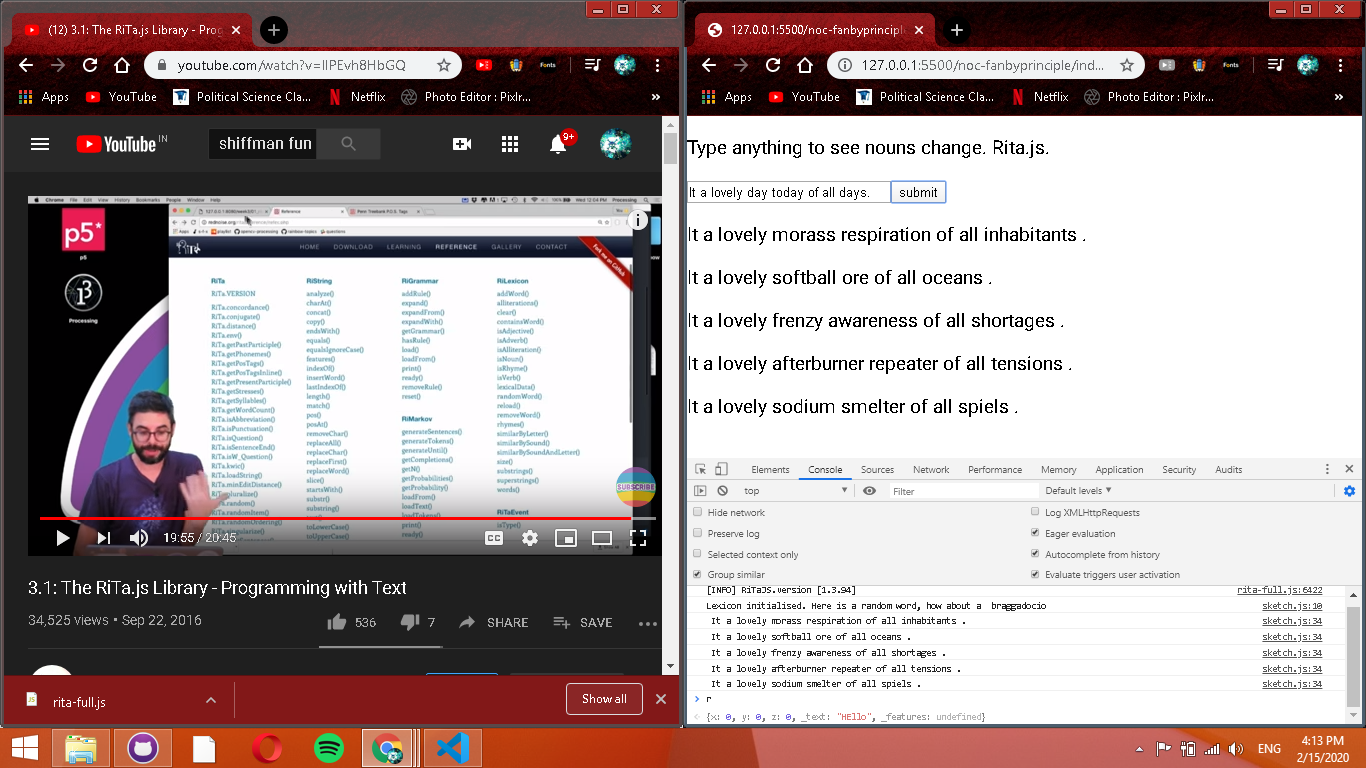 (12) 3.1: The RiTa.js Library - Prog
youtube.com/watch?v=lIPEvh8HbGQ
Fonts
Apps YouTube Political Science Cla... Netflix Photo Editor : Pixlr... »
YouTube IN
shiffman fun
9+
p5*
p5
Processing
HOME DOWNLOAD LEARNING REFERENCE GALLERY CONTACT
Fork me on GitHub
RiTa
RiTa.VERSION
RiTa.concordance()
RiTa.conjugate()
RiTa.distance()
RiTa.env()
RiTa.getPastParticiple()
RiTa.getPhonemes()
RiTa.getPosTags()
RiTa.getPosTagsInline()
RiTa.getPresentParticiple()
RiTa.getStresses()
RiTa.getSyllables()
RiTa.getWordCount()
RiTa.isAbbreviation()
RiTa.isPunctuation()
RiTa.isQuestion()
RiTa.isSentenceEnd()
RiTa.isW_Question()
RiTa.kwic()
RiTa.loadString()
RiTa.minEditDistance()
RiString
analyze()
charAt()
concat()
copy()
endsWith()
equals()
equalsIgnoreCase()
features()
indexOf()
insertWord()
lastIndexOf()
length()
match()
pos()
posAt()
removeChar()
replaceAll()
replaceChar()
replaceFirst()
replaceWord()
slice()
startsWith()
substr()
substring()
toLowerCase()
toUpperCase()
RiGrammar
addRule()
expand()
expandFrom()
expandWith()
getGrammar()
hasRule()
load()
loadFrom()
print()
ready()
removeRule()
reset()
RiMarkov
generateSentences()
generateTokens()
generateUntil()
getCompletions()
getN()
getProbabilities()
getProbability()
loadFrom()
loadText()
loadTokens()
print()
ready()
RiLexicon
addWord()
alliterations()
clear()
containsWord()
isAdjective()
isAdverb()
isAlliteration()
isNoun()
isRhyme()
isVerb()
lexicalData()
randomWord()
reload()
removeWord()
rhymes()
similarByLetter()
similarBySound()
similarBySoundAndLetter()
size()
substrings()
superstrings()
words()
RiTaEvent
isType()
SUBSCRIBE
19:55 / 20:45
CC
3.1: The RiTa.js Library - Programming with Text
34,525 views • Sep 22, 2016
536 7 SHARE SAVE
rita-full.js
Show all
127.0.0.1:5500/noc-fanbyprinciple
127.0.0.1:5500/noc-fanbyprinciple/ind...
Fonts
Apps YouTube Political Science Cla... Netflix Photo Editor : Pixlr... »
Type anything to see nouns change. Rita.js.
It a lovely day today of all days. submit
It a lovely morass respiration of all inhabitants .
It a lovely softball ore of all oceans .
It a lovely frenzy awareness of all shortages .
It a lovely afterburner repeater of all tensions .
It a lovely sodium smelter of all spiels .
Elements Console Sources Network Performance Memory Application Security Audits
top Filter Default levels
Hide network Log XMLHttpRequests
Preserve log Eager evaluation
Selected context only Autocomplete from history
Group similar Evaluate triggers user activation
[INFO] RiTaJS.version [1.3.94] rita-full.js:6422
Lexicon initialised. Here is a random word, how about a braggadocio sketch.js:10
It a lovely morass respiration of all inhabitants . sketch.js:34
It a lovely softball ore of all oceans . sketch.js:34
It a lovely frenzy awareness of all shortages . sketch.js:34
It a lovely afterburner repeater of all tensions . sketch.js:34
It a lovely sodium smelter of all spiels . sketch.js:34
> r
{x: 0, y: 0, z: 0, _text: "HEllo", _features: undefined}
ENG
4:13 PM
2/15/2020